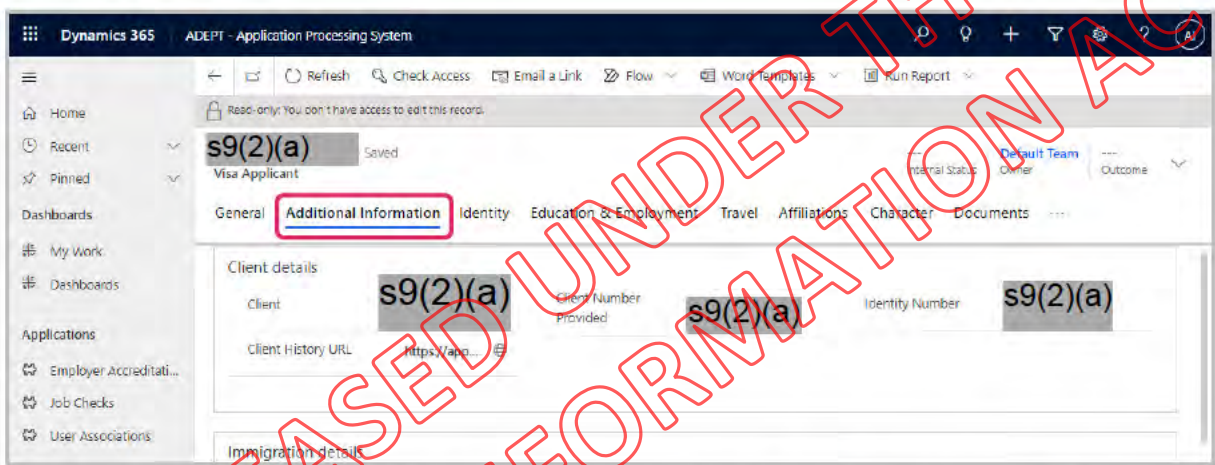 Dynamics 365 ADEPT - Application Processing System AJ
Refresh Check Access Email a Link Flow Word Templates Run Report
Read-only: You don't have access to edit this record.
Home
Recent
Pinned
Dashboards
My Work
Dashboards
Applications
Employer Accreditati...
Job Checks
User Associations
s9(2)(a) Saved
Visa Applicant
--- Internal Status
Default Team Owner
--- Outcome
General Additional Information Identity Education & Employment Travel Affiliations Character Documents ...
Client details
Client s9(2)(a)
Client Number Provided s9(2)(a)
Identity Number s9(2)(a)
Client History URL https://app...
Immigration details
EASED UNDER TH
INFORMATION AC